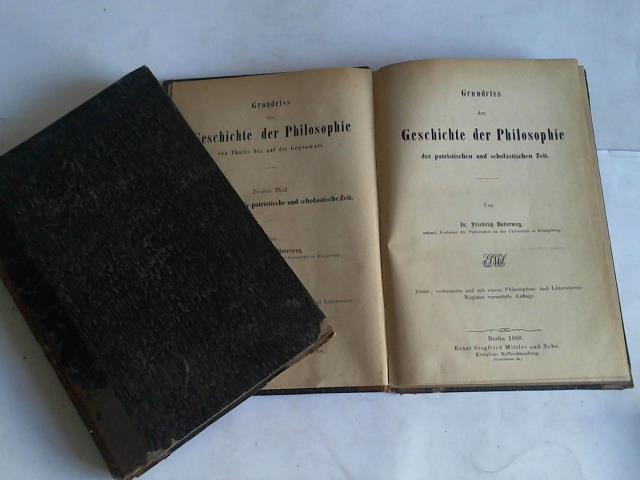 Grundriss
der
Geschichte der Philosophie
von Thales bis auf die Gegenwart
Zweiter Theil
patristische und scholastische Zeit.
Ueberweg,
Grundriss
der
Geschichte der Philosophie
der patristischen und scholastischen Zeit.
Von
Dr. Friedrich Ueberweg,
ordentl. Professor der Philosophie an der Universität zu Königsberg.
Dritte, verbesserte und mit einem Philosophen- und Litteratoren-
Register vermehrte Auflage.
Berlin 1868.
Ernst Siegfried Mittler und Sohn.
Königliche Hofbuchhandlung